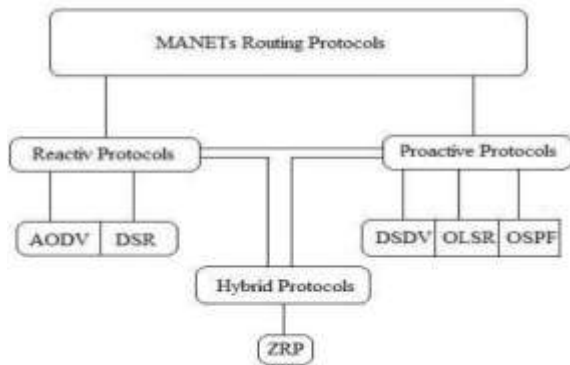 MANETs Routing Protocols
Reactiv Protocols
Proactive Protocols
AODV DSR
DSDV OLSR OSPF
Hybrid Protocols
ZRP